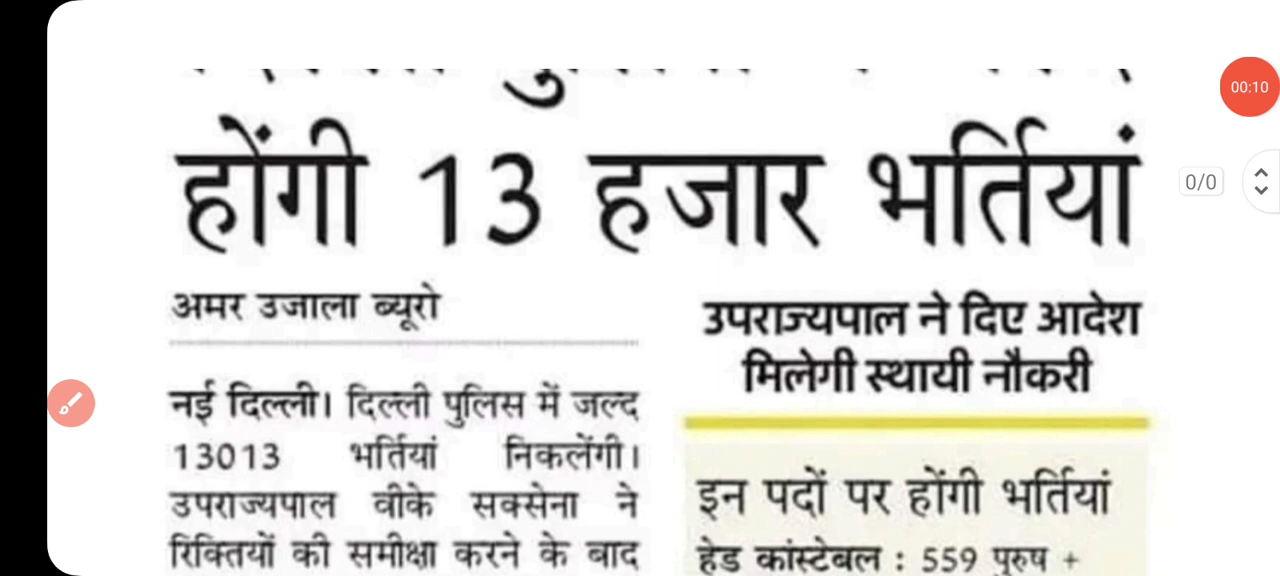 होंगी 13 हजार भर्तियां
अमर उजाला ब्यूरो
उपराज्यपाल ने दिए आदेश
मिलेगी स्थायी नौकरी
नई दिल्ली। दिल्ली पुलिस में जल्द
13013 भर्तियां निकलेंगी।
उपराज्यपाल वीके सक्सेना ने
रिक्तियों की समीक्षा करने के बाद
इन पदों पर होंगी भर्तियां
हेड कांस्टेबल : 559 पुरुष +
00:10
0/0